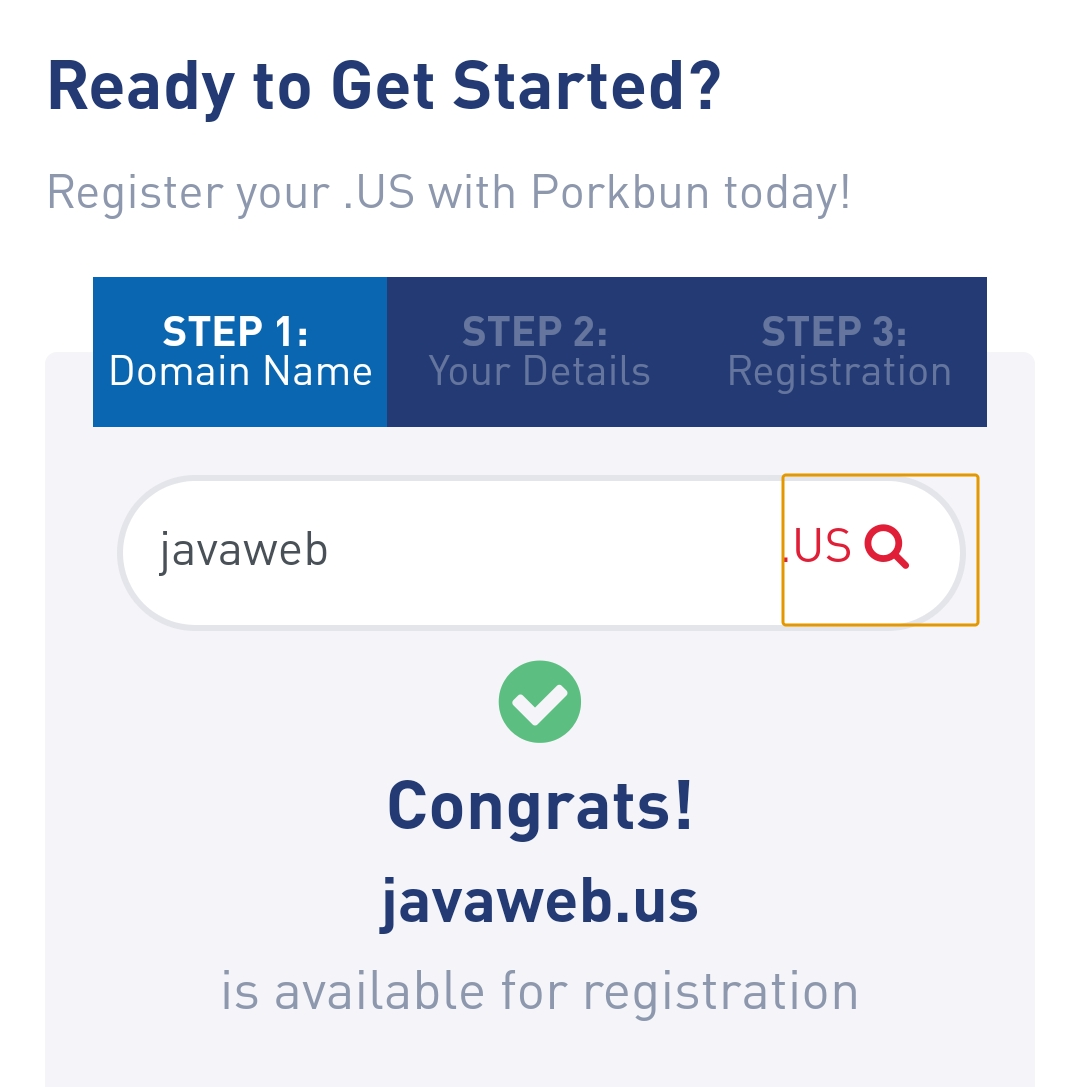 Ready to Get Started?
Register your .US with Porkbun today!
STEP 1:
Domain Name
STEP 2:
Your Details
STEP 3:
Registration
javaweb .US
Congrats!
javaweb.us
is available for registration